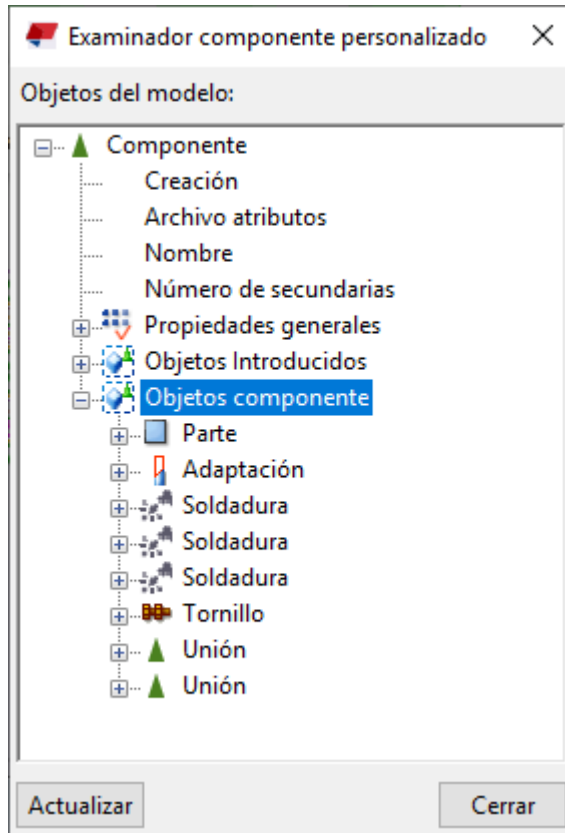 Examinador componente personalizado
Objetos del modelo:
Componente
Creación
Archivo atributos
Nombre
Número de secundarias
Propiedades generales
Objetos Introducidos
Objetos componente
Parte
Adaptación
Soldadura
Soldadura
Soldadura
Tornillo
Unión
Unión
Actualizar Cerrar